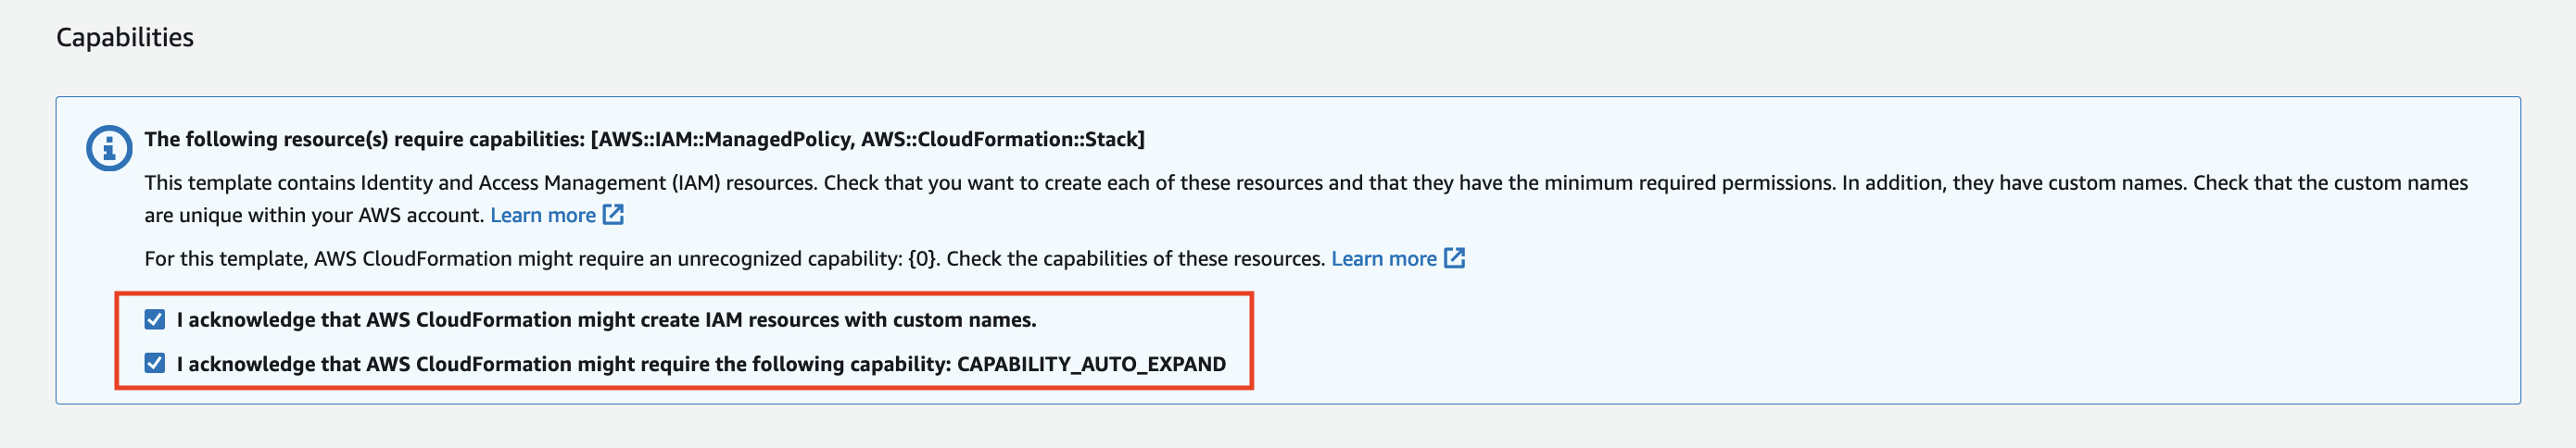 Capabilities
The following resource(s) require capabilities: [AWS::IAM::ManagedPolicy, AWS::CloudFormation::Stack]
This template contains Identity and Access Management (IAM) resources. Check that you want to create each of these resources and that they have the minimum required permissions. In addition, they have custom names. Check that the custom names
are unique within your AWS account. Learn more
For this template, AWS CloudFormation might require an unrecognized capability: {0}. Check the capabilities of these resources. Learn more
I acknowledge that AWS CloudFormation might create IAM resources with custom names.
I acknowledge that AWS CloudFormation might require the following capability: CAPABILITY_AUTO_EXPAND